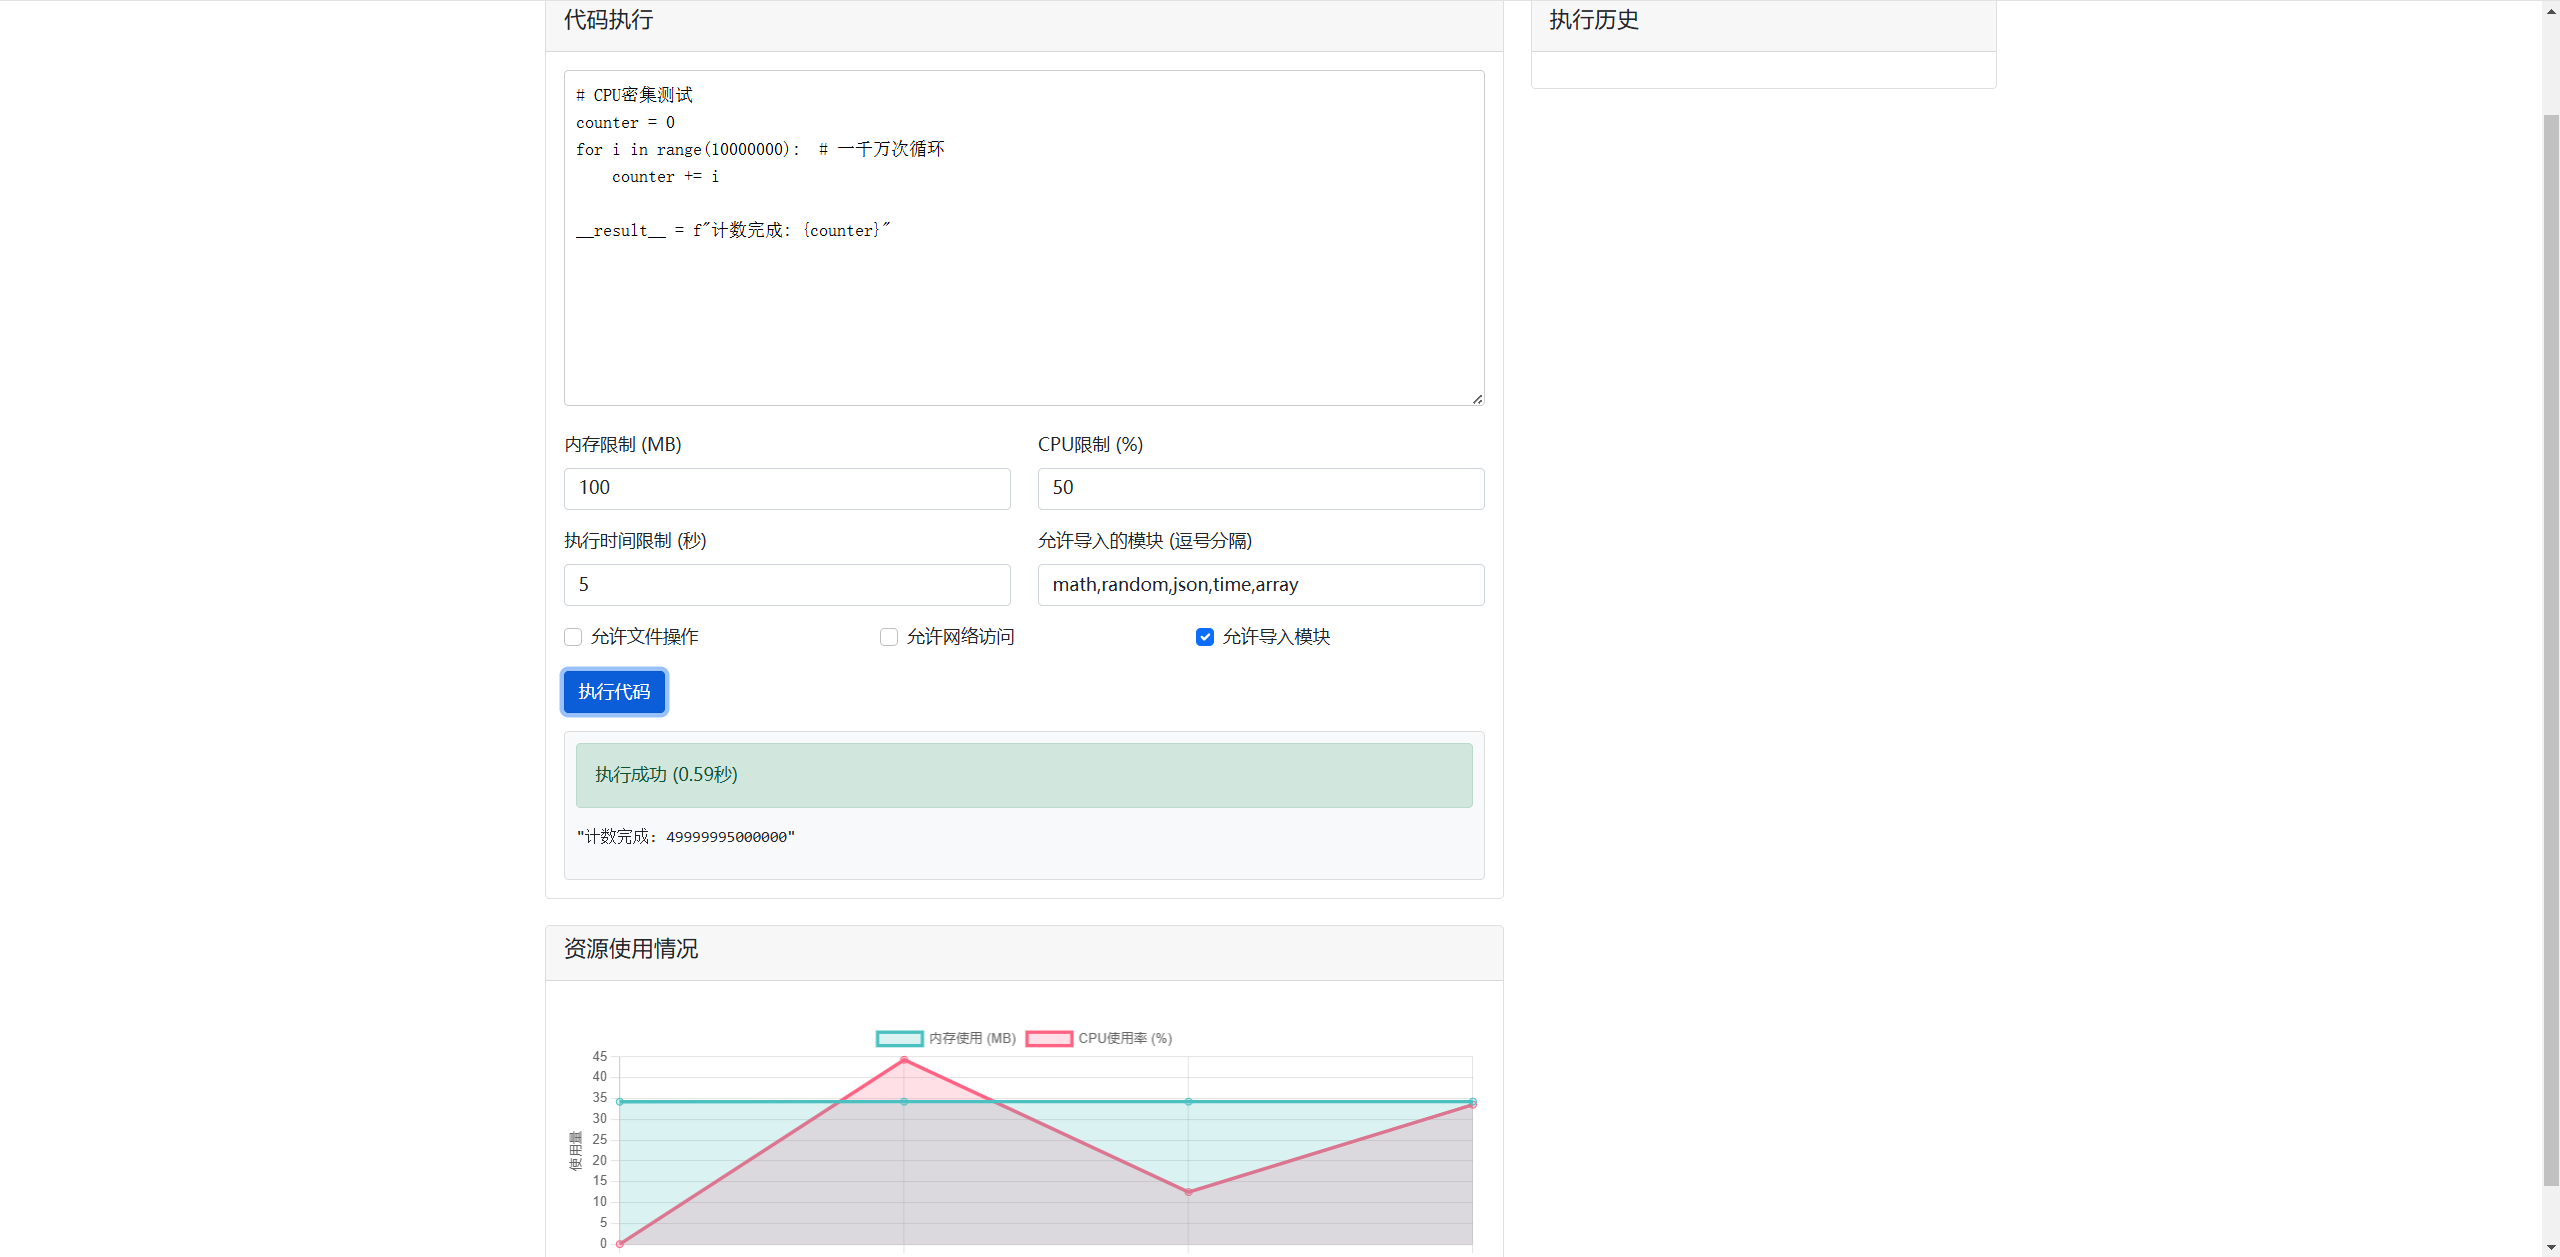 代码执行
# CPU密集测试
counter = 0
for i in range(10000000):  # 一千万次循环
    counter += i
__result__ = f"计数完成: {counter}"
内存限制 (MB)
CPU限制 (%)
100
50
执行时间限制 (秒)
允许导入的模块 (逗号分隔)
5
math,random,json,time,array
允许文件操作
允许网络访问
允许导入模块
执行代码
执行成功 (0.59秒)
"计数完成: 49999995000000"
资源使用情况
内存使用 (MB)
CPU使用率 (%)
使用量
45
40
35
30
25
20
15
10
5
0
执行历史